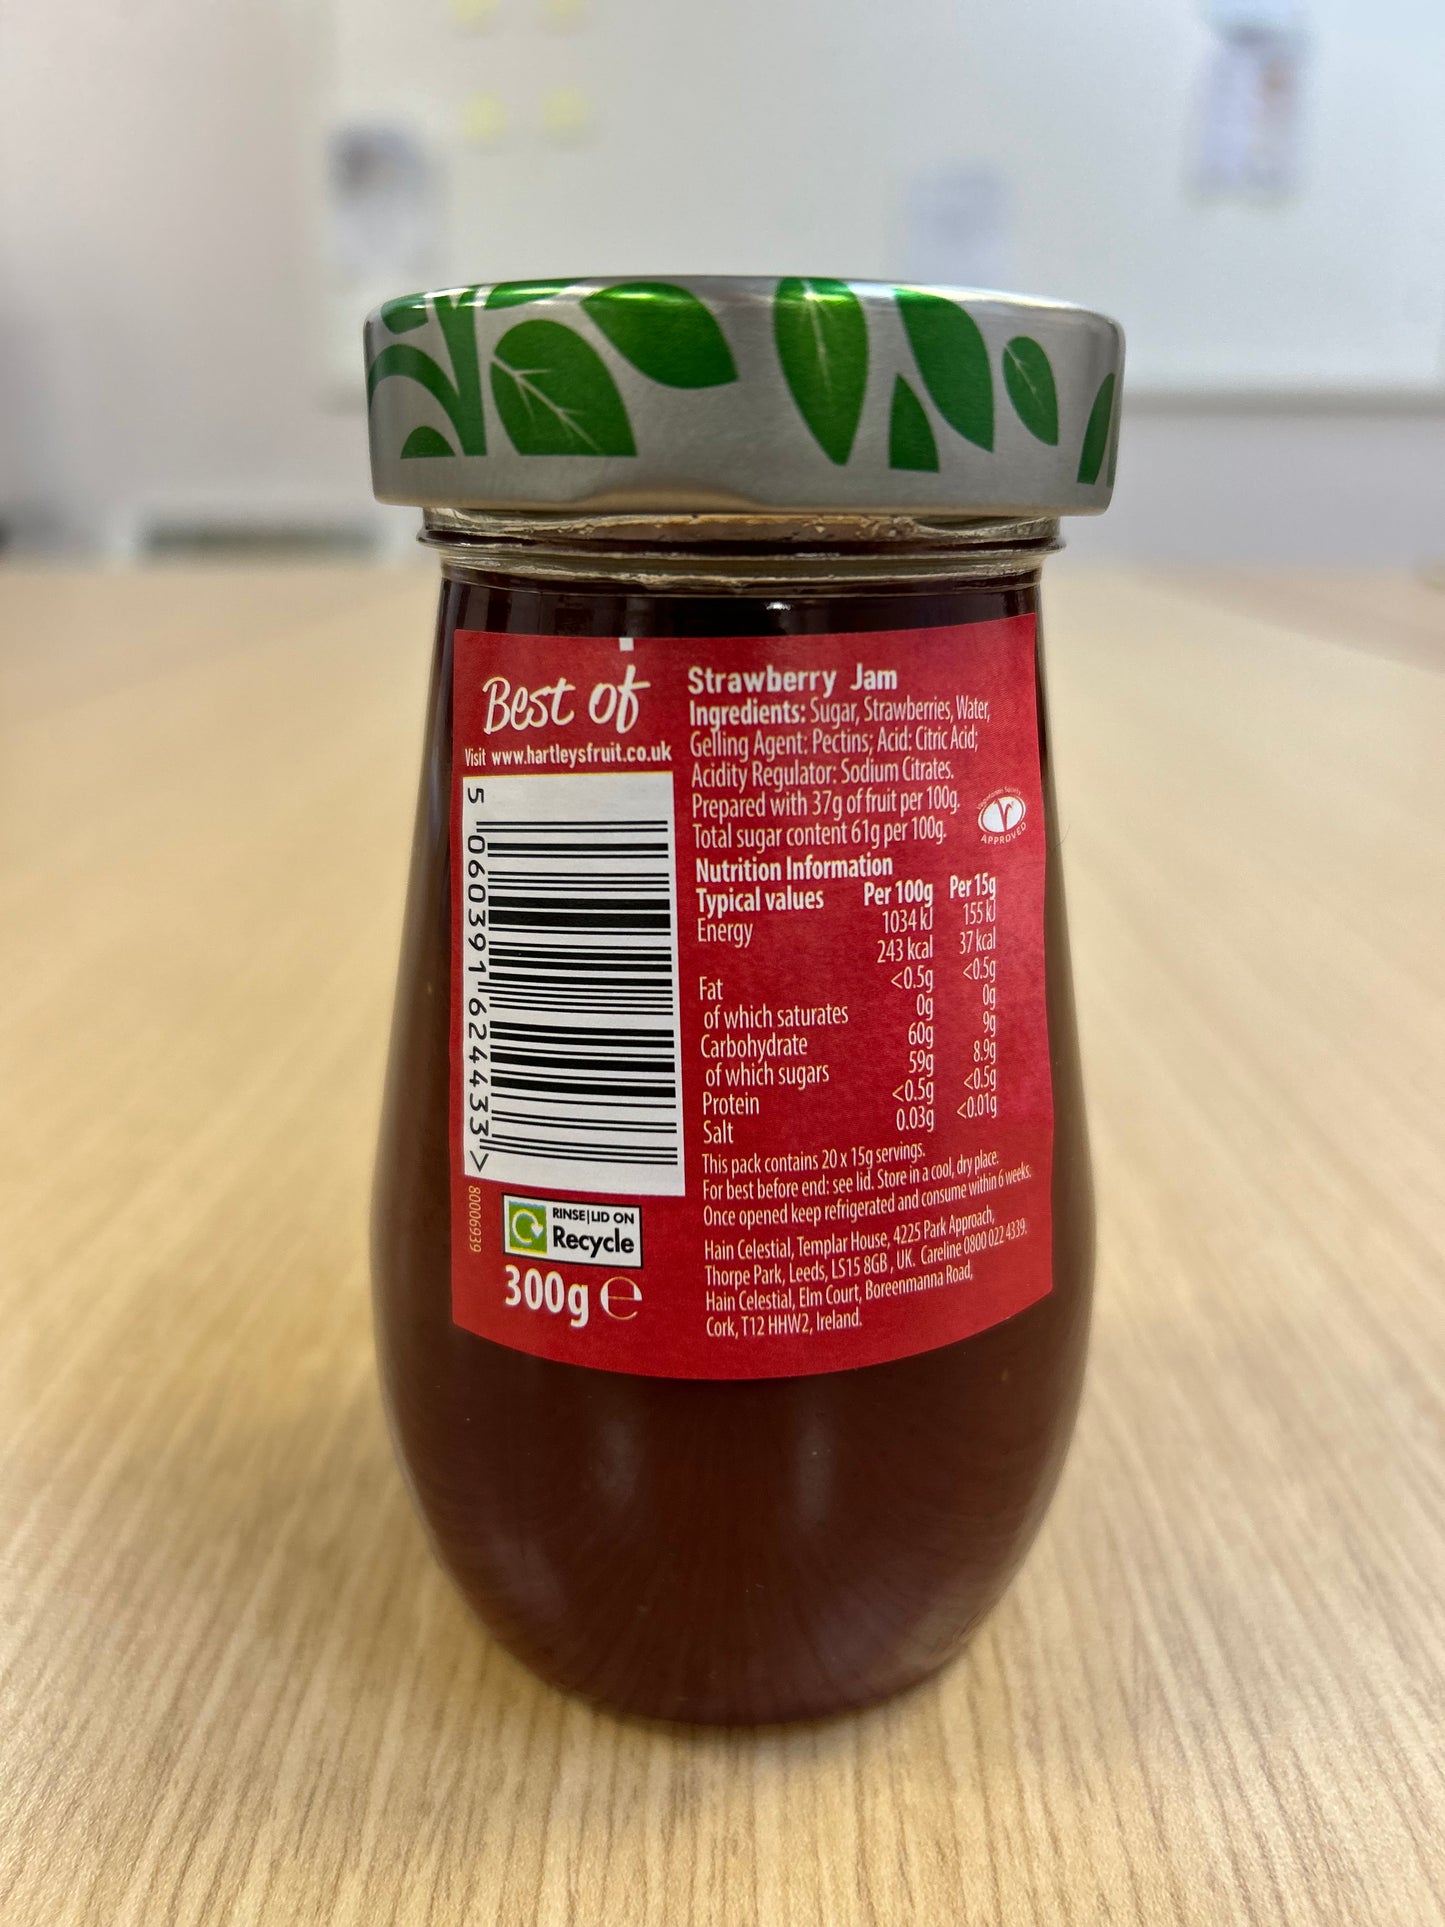 Best of
Visit www.hartleysfruit.co.uk
5 060391 624433 >
80006939
RINSE|LID ON
Recycle
300g ℮
Strawberry Jam
Ingredients: Sugar, Strawberries, Water,
Gelling Agent: Pectins; Acid: Citric Acid;
Acidity Regulator: Sodium Citrates.
Prepared with 37g of fruit per 100g.
Total sugar content 61g per 100g.
Vegetarian Society
V
APPROVED
Nutrition Information
Typical values Per 100g Per 15g
Energy 1034 kJ 155 kJ
243 kcal 37 kcal
Fat <0.5g <0.5g
of which saturates 0g 0g
Carbohydrate 60g 9g
of which sugars 59g 8.9g
Protein <0.5g <0.5g
Salt 0.03g <0.01g
This pack contains 20 x 15g servings.
For best before end: see lid. Store in a cool, dry place.
Once opened keep refrigerated and consume within 6 weeks.
Hain Celestial, Templar House, 4225 Park Approach,
Thorpe Park, Leeds, LS15 8GB, UK. Careline 0800 022 4339.
Hain Celestial, Elm Court, Boreenmanna Road,
Cork, T12 HHW2, Ireland.